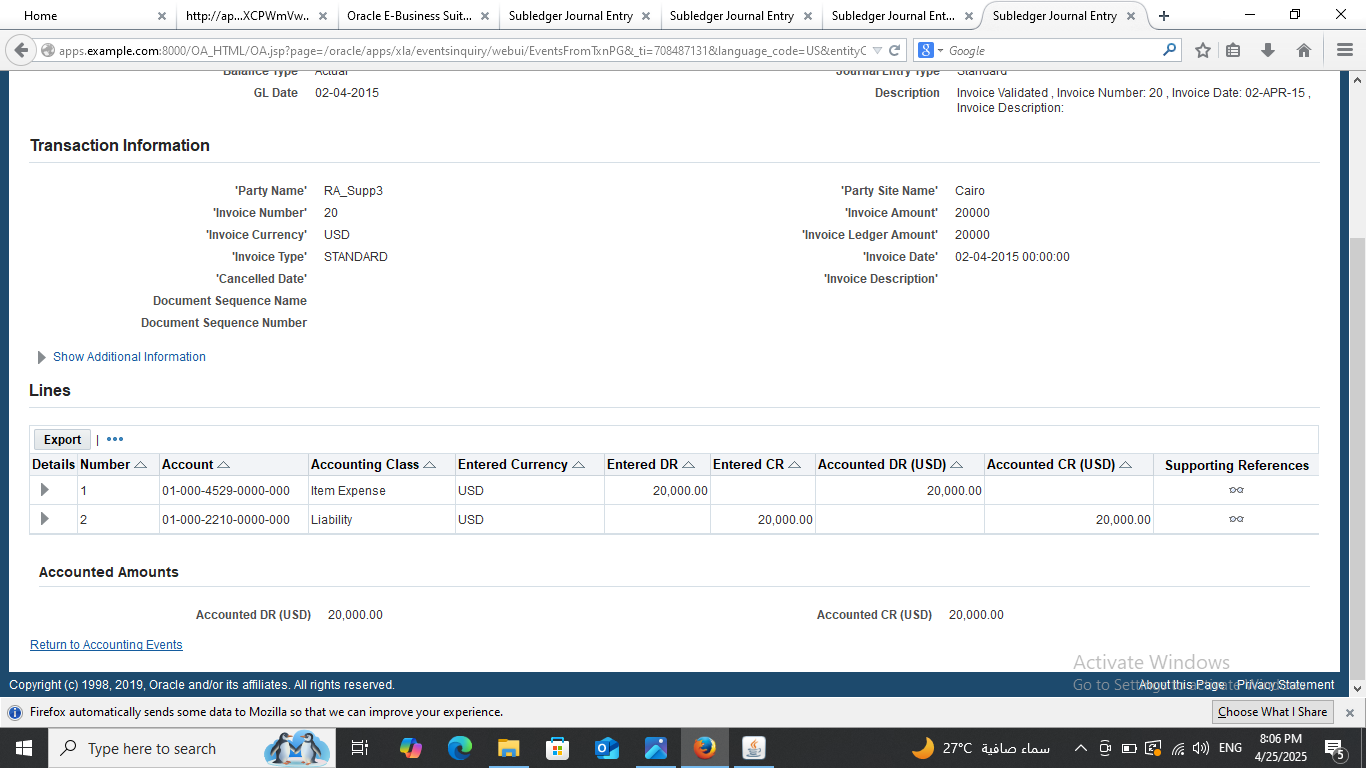 Home
http://ap...XCPWmVw...
Oracle E-Business Suit...
Subledger Journal Entry
Subledger Journal Entry
Subledger Journal Ent...
Subledger Journal Entry
apps.example.com:8000/OA_HTML/OA.jsp?page=/oracle/apps/xla/eventsinquiry/webui/EventsFromTxnPG&_ti=708487131&language_code=US&entityC
Google
Balance Type Actual
Journal Entry Type Standard
GL Date 02-04-2015
Description Invoice Validated , Invoice Number: 20 , Invoice Date: 02-APR-15 ,
Invoice Description:
Transaction Information
'Party Name' RA_Supp3
'Party Site Name' Cairo
'Invoice Number' 20
'Invoice Amount' 20000
'Invoice Currency' USD
'Invoice Ledger Amount' 20000
'Invoice Type' STANDARD
'Invoice Date' 02-04-2015 00:00:00
'Cancelled Date'
'Invoice Description'
Document Sequence Name
Document Sequence Number
Show Additional Information
Lines
Export | •••
Details Number Account Accounting Class Entered Currency Entered DR Entered CR Accounted DR (USD) Accounted CR (USD) Supporting References
1 01-000-4529-0000-000 Item Expense USD 20,000.00 20,000.00
2 01-000-2210-0000-000 Liability USD 20,000.00 20,000.00
Accounted Amounts
Accounted DR (USD) 20,000.00
Accounted CR (USD) 20,000.00
Return to Accounting Events
Activate Windows
Go to Settings to activate Windows.
Copyright (c) 1998, 2019, Oracle and/or its affiliates. All rights reserved.
About this Page Privacy Statement
Firefox automatically sends some data to Mozilla so that we can improve your experience.
Choose What I Share
Type here to search
27°C سماء صافية
ENG
8:06 PM
4/25/2025
5